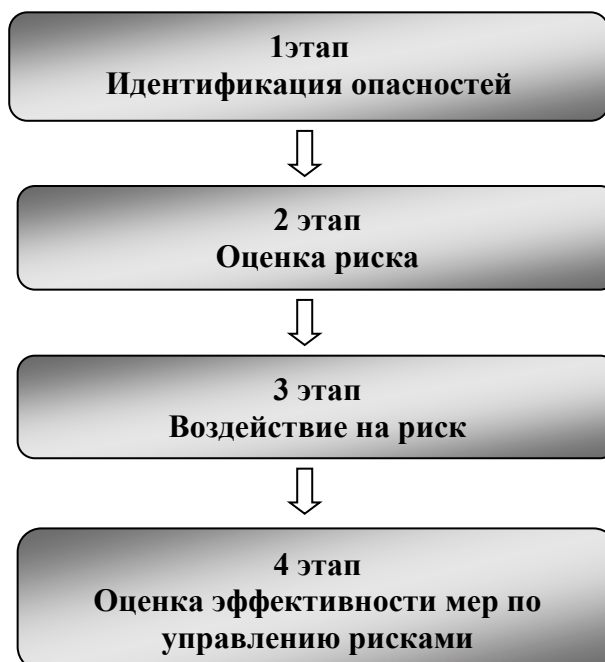 1этап
Идентификация опасностей
2 этап
Оценка риска
3 этап
Воздействие на риск
4 этап
Оценка эффективности мер по
управлению рисками